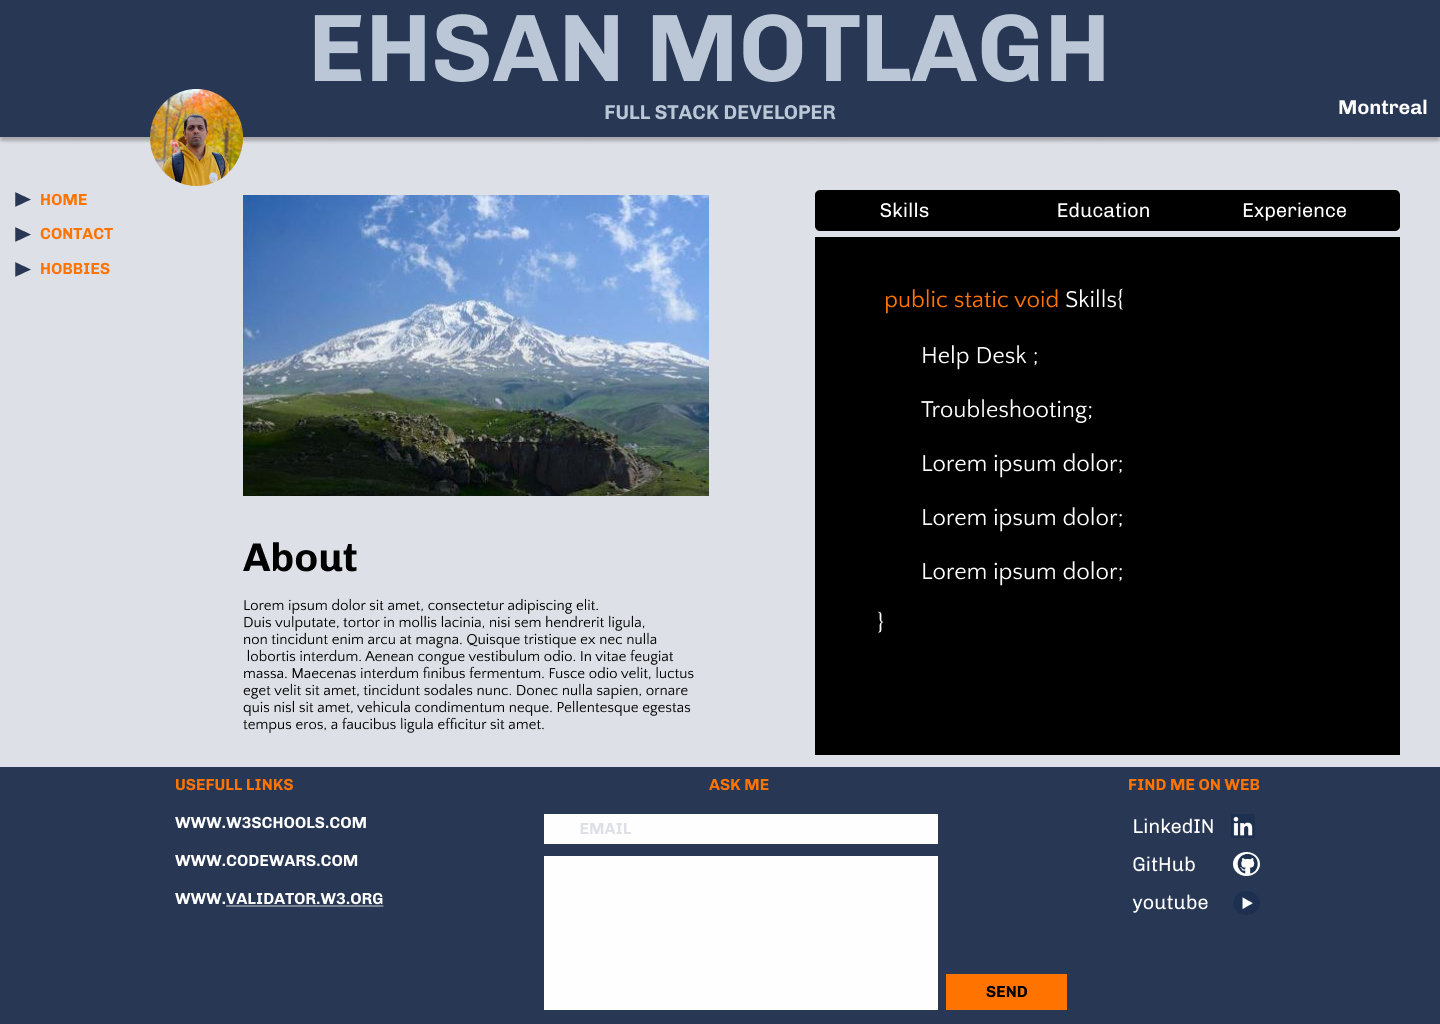 EHSAN MOTLAGH
FULL STACK DEVELOPER
Montreal
HOME
CONTACT
HOBBIES
About
Lorem ipsum dolor sit amet, consectetur adipiscing elit.
Duis vulputate, tortor in mollis lacinia, nisi sem hendrerit ligula,
non tincidunt enim arcu at magna. Quisque tristique ex nec nulla
lobortis interdum. Aenean congue vestibulum odio. In vitae feugiat
massa. Maecenas interdum finibus fermentum. Fusce odio velit, luctus
eget velit sit amet, tincidunt sodales nunc. Donec nulla sapien, ornare
quis nisl sit amet, vehicula condimentum neque. Pellentesque egestas
tempus eros, a faucibus ligula efficitur sit amet.
Skills Education Experience
public static void Skills{
Help Desk ;
Troubleshooting;
Lorem ipsum dolor;
Lorem ipsum dolor;
Lorem ipsum dolor;
}
USEFULL LINKS
WWW.W3SCHOOLS.COM
WWW.CODEWARS.COM
WWW.VALIDATOR.W3.ORG
ASK ME
EMAIL
SEND
FIND ME ON WEB
LinkedIN in
GitHub
youtube